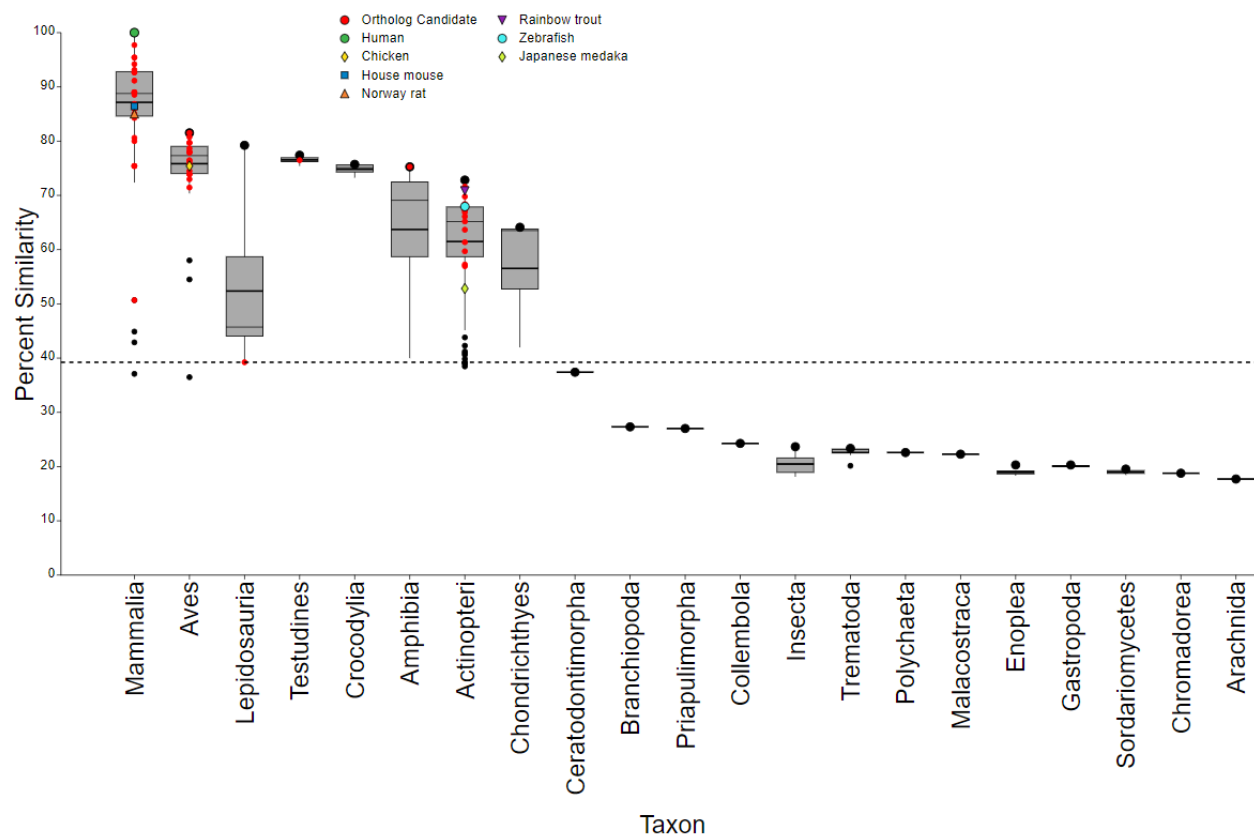 Ortholog Candidate
Human
Chicken
House mouse
Norway rat
Rainbow trout
Zebrafish
Japanese medaka
Percent Similarity
100
90
80
70
60
50
40
30
20
10
0
Mammalia
Aves
Lepidosauria
Testudines
Crocodylia
Amphibia
Actinopteri
Chondrichthyes
Ceratodontimorpha
Branchiopoda
Priapulimorpha
Collembola
Insecta
Trematoda
Polychaeta
Malacostraca
Enoplea
Gastropoda
Sordariomycetes
Chromadorea
Arachnida
Taxon